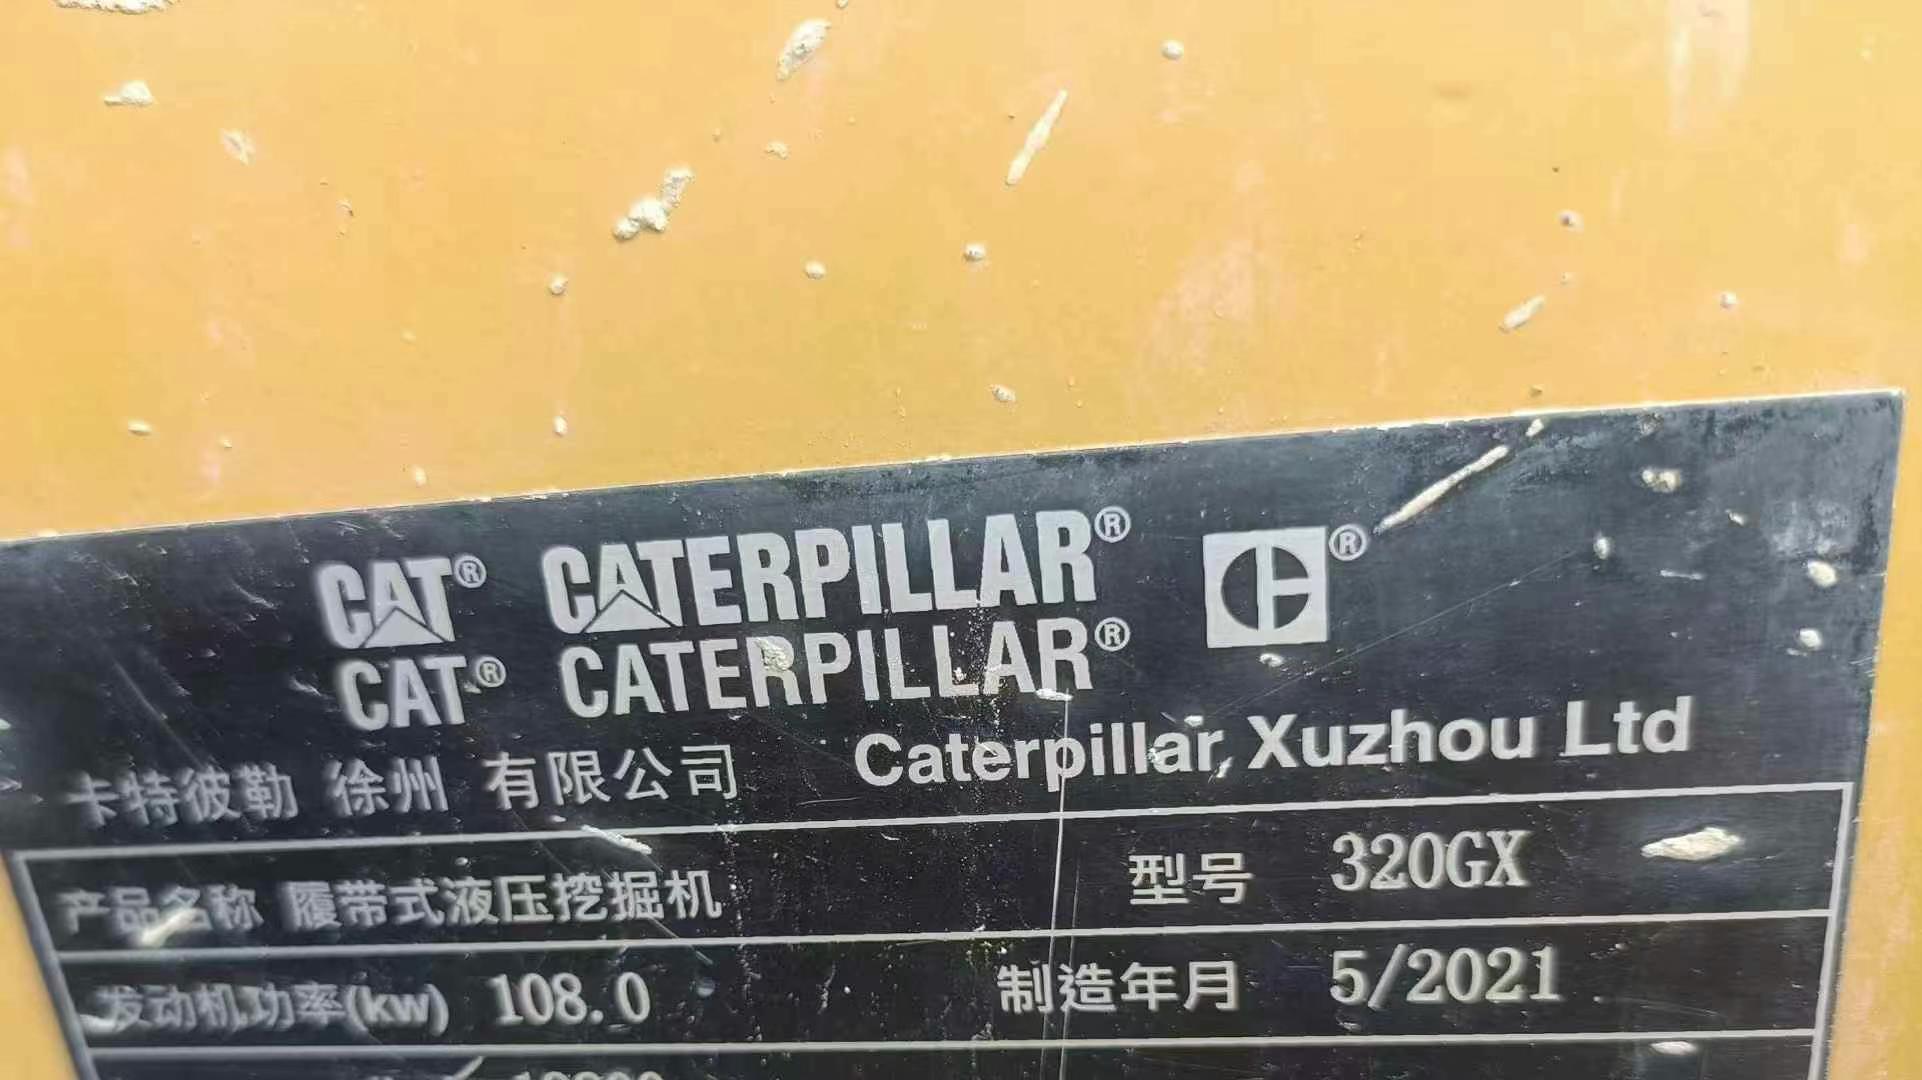 CAT® CATERPILLAR® ®
CAT® CATERPILLAR®
卡特彼勒 徐州 有限公司 Caterpillar, Xuzhou Ltd
产品名称 履带式液压挖掘机 型号 320GX
发动机功率(kw) 108.0 制造年月 5/2021